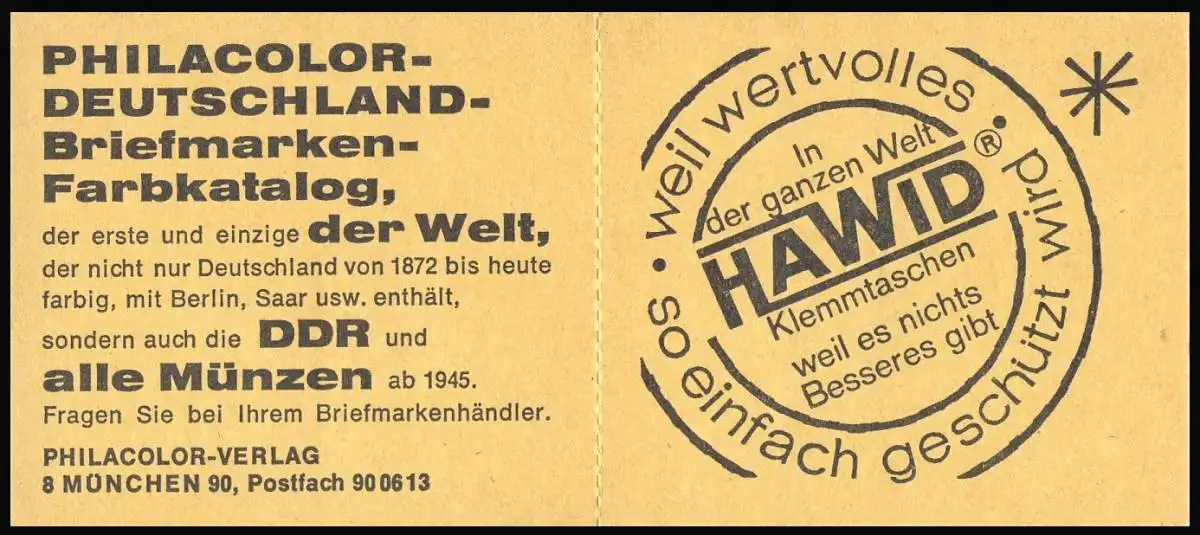 PHILACOLOR-
DEUTSCHLAND-
Briefmarken-
Farbkatalog,
der erste und einzige der Welt,
der nicht nur Deutschland von 1872 bis heute
farbig, mit Berlin, Saar usw. enthält,
sondern auch die DDR und
alle Münzen ab 1945.
Fragen Sie bei Ihrem Briefmarkenhändler.
PHILACOLOR-VERLAG
8 MÜNCHEN 90, Postfach 900613
• weil wertvolles •
so einfach geschützt wird
In
der ganzen Welt
HAWID®
Klemmtaschen
weil es nichts
Besseres gibt
*